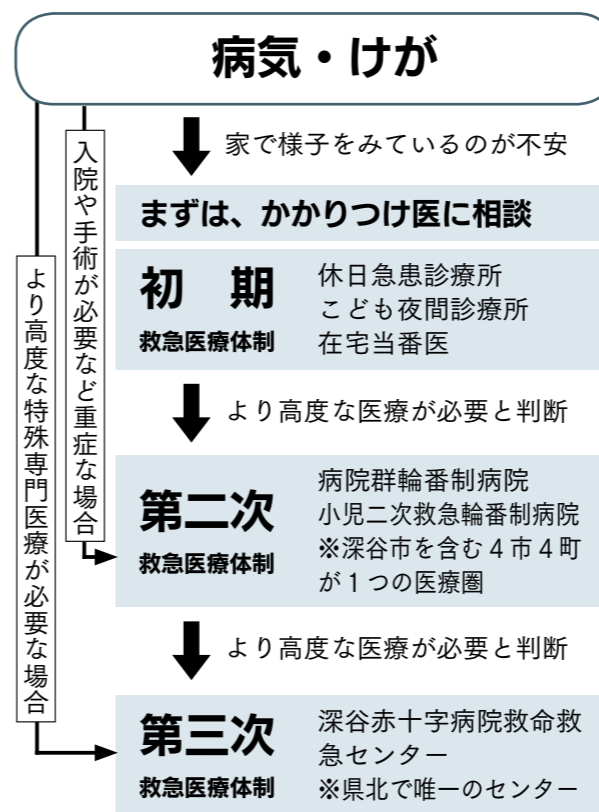 病気・けが
家で様子をみているのが不安
まずは、かかりつけ医に相談
初　期
救急医療体制
休日急患診療所
こども夜間診療所
在宅当番医
より高度な医療が必要と判断
第二次
救急医療体制
病院群輪番制病院
小児二次救急輪番制病院
※深谷市を含む４市４町
が１つの医療圏
より高度な医療が必要と判断
第三次
救急医療体制
深谷赤十字病院救命救
急センター
※県北で唯一のセンター
入院や手術が必要など重症な場合
より高度な特殊専門医療が必要な場合